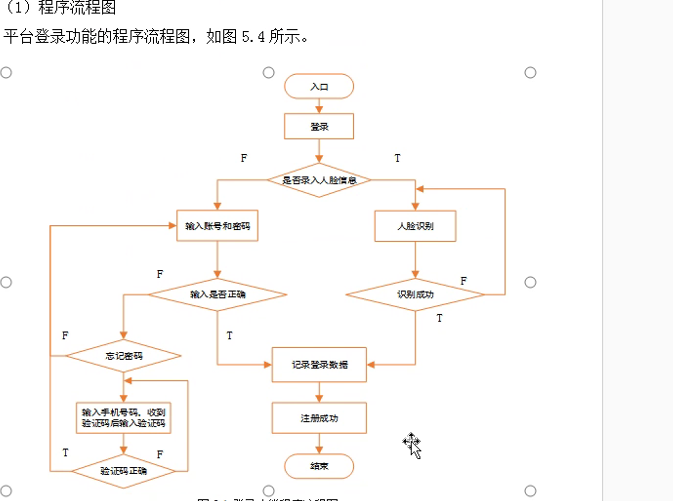 (1)程序流程图
平台登录功能的程序流程图，如图 5.4 所示。
入口
登录
F
T
是否录入人脸信息
输入账号和密码
人脸识别
F
输入是否正确
识别成功
F
T
T
F
忘记密码
记录登录数据
输入手机号码、收到
验证码后输入验证码
注册成功
T
验证码正确
F
结束